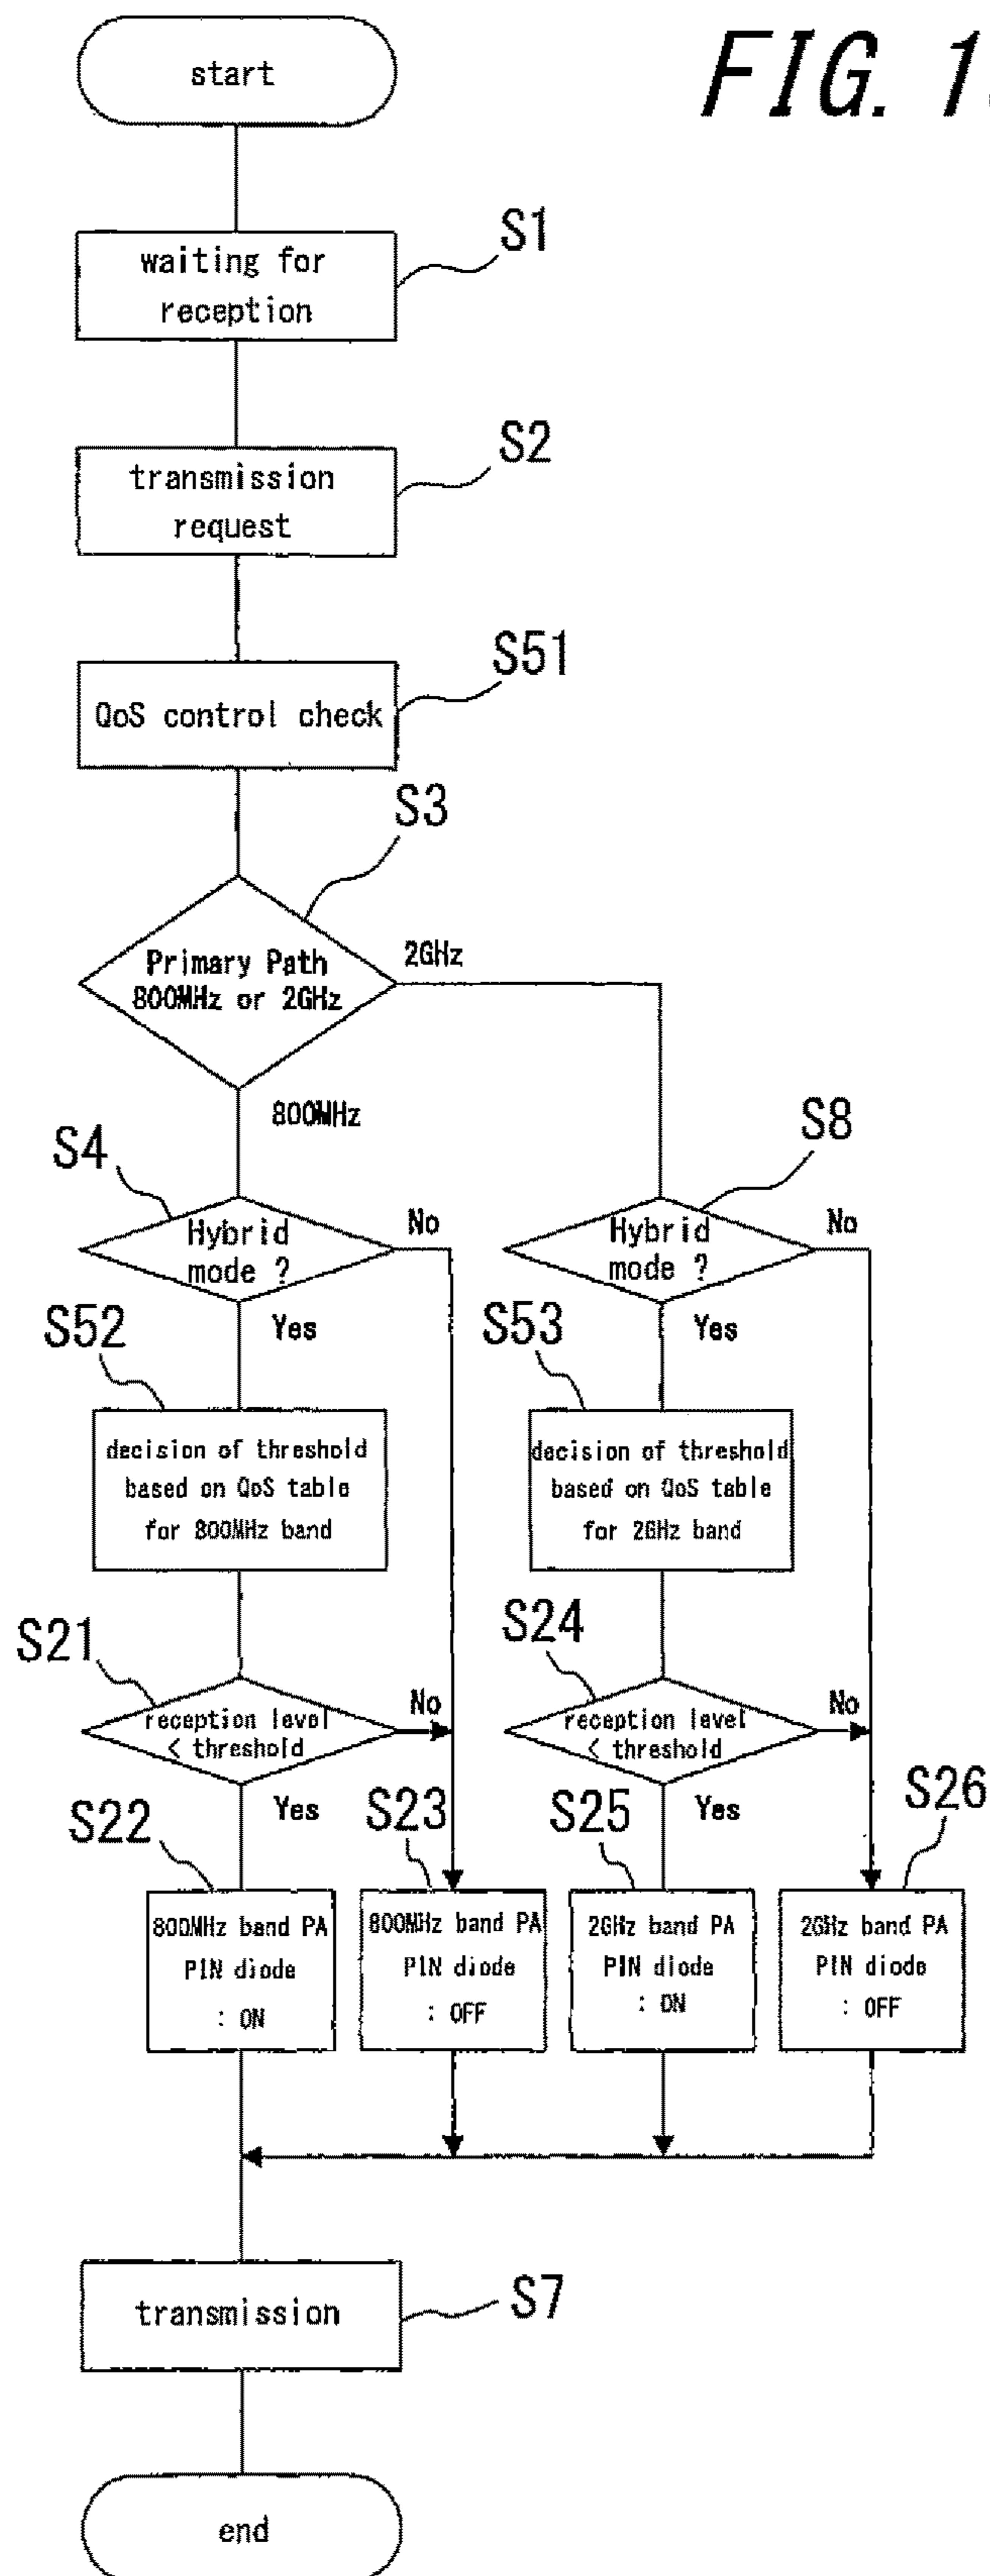 FIG. 1
start
S1
waiting for
reception
S2
transmission
request
S51
QoS control check
S3
Primary Path
800MHz or 2GHz
2GHz
800MHz
S4
Hybrid
mode ?
No
Yes
S8
Hybrid
mode ?
No
Yes
S52
decision of threshold
based on QoS table
for 800MHz band
S53
decision of threshold
based on QoS table
for 2GHz band
S21
reception level
< threshold
No
Yes
S24
reception level
< threshold
No
Yes
S22
800MHz band PA
PIN diode
: ON
S23
800MHz band PA
PIN diode
: OFF
S25
2GHz band PA
PIN diode
: ON
S26
2GHz band PA
PIN diode
: OFF
transmission
S7
end